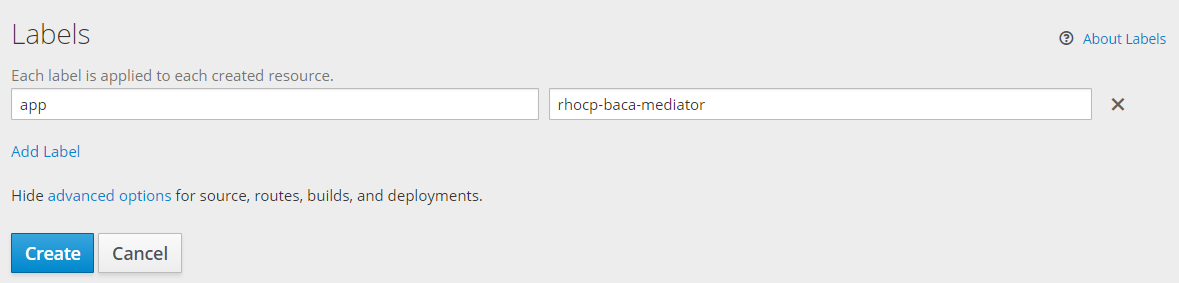 Labels
About Labels
Each label is applied to each created resource.
app
rhocp-baca-mediator
Add Label
Hide advanced options for source, routes, builds, and deployments.
Create
Cancel